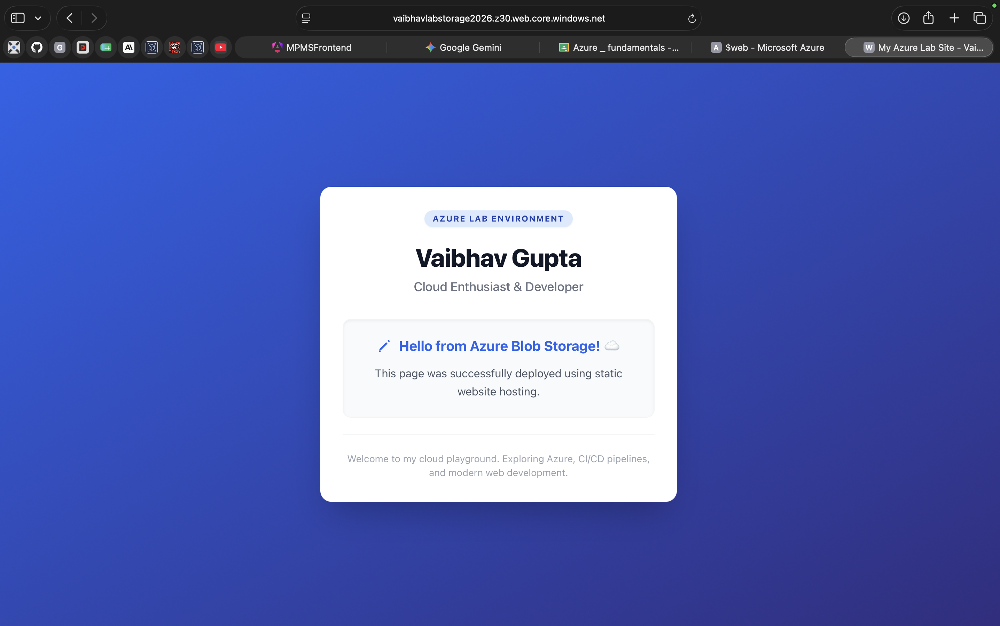 vaibhavlabstorage2026.z30.web.core.windows.net
G
MPMSFrontend
Google Gemini
Azure _ fundamentals -...
A $web - Microsoft Azure
W My Azure Lab Site - Vai...
AZURE LAB ENVIRONMENT
Vaibhav Gupta
Cloud Enthusiast & Developer
Hello from Azure Blob Storage! ☁️
This page was successfully deployed using static
website hosting.
Welcome to my cloud playground. Exploring Azure, CI/CD pipelines,
and modern web development.